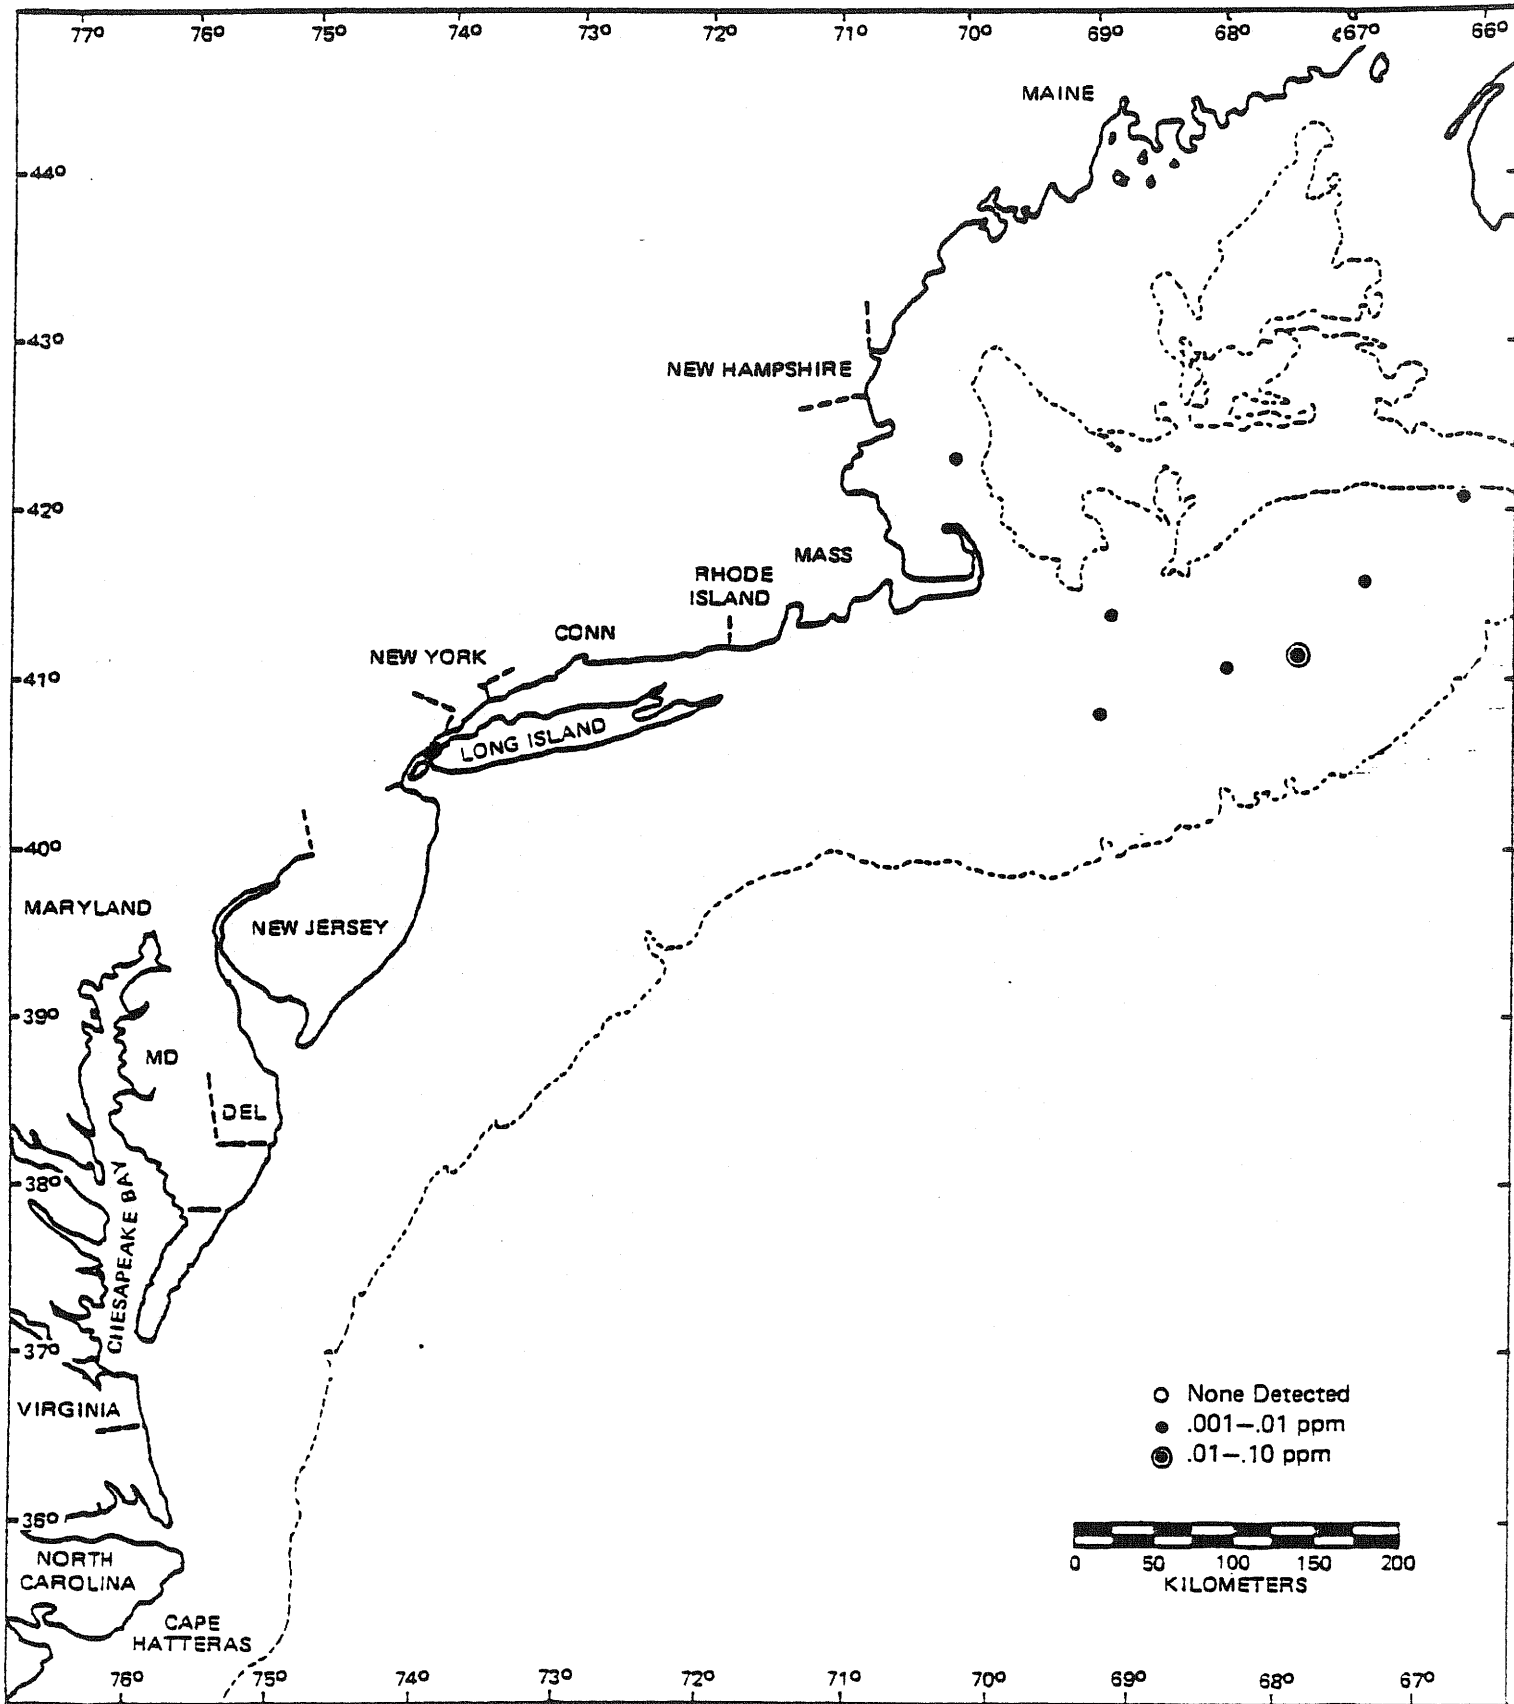 77° 76° 75° 74° 73° 72° 71° 70° 69° 68° 67° 66°
MAINE
44°
43°
NEW HAMPSHIRE
42°
MASS
RHODE
ISLAND
CONN
NEW YORK
41°
LONG ISLAND
40°
MARYLAND
NEW JERSEY
39°
MD
DEL
38°
CHESAPEAKE BAY
37°
None Detected
VIRGINIA
.001–.01 ppm
.01–.10 ppm
36°
0 50 100 150 200
KILOMETERS
NORTH
CAROLINA
CAPE
HATTERAS
76° 75° 74° 73° 72° 71° 70° 69° 68° 67°